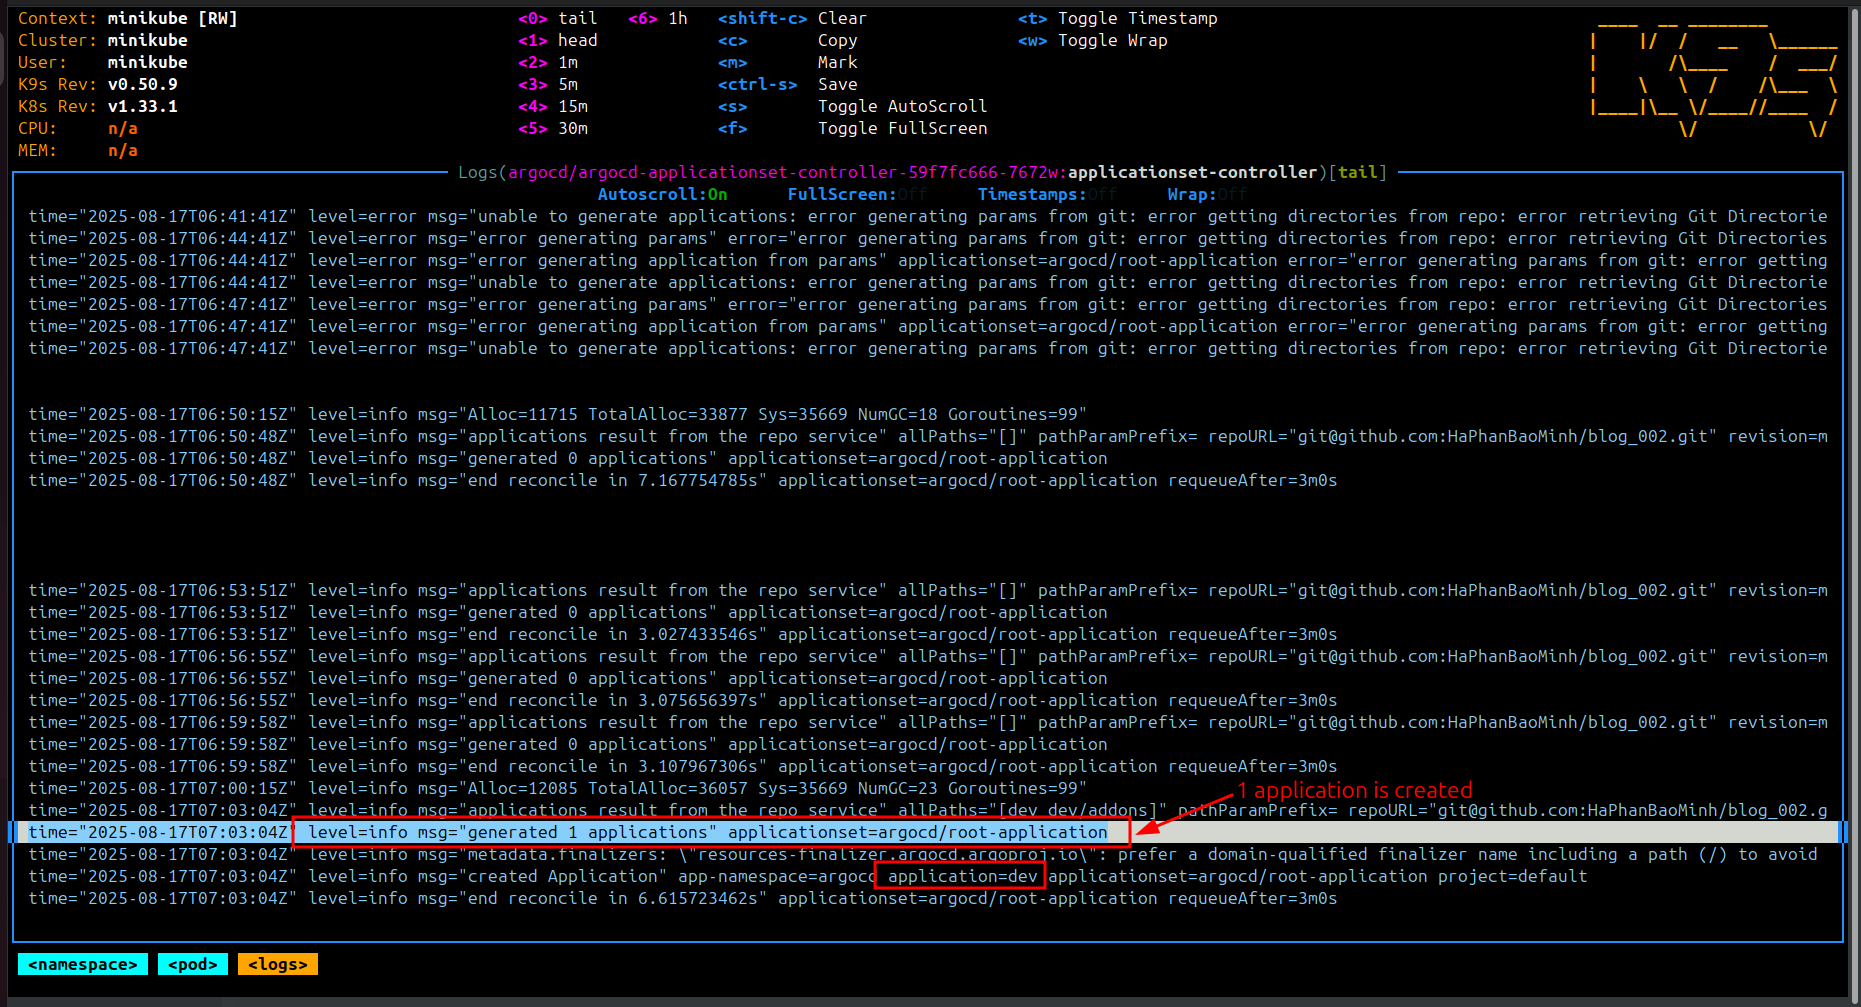 Context: minikube [RW] <0> tail <6> 1h <shift-c> Clear <t> Toggle Timestamp
Cluster: minikube <1> head <c> Copy <w> Toggle Wrap
User: minikube <2> 1m <m> Mark
K9s Rev: v0.50.9 <3> 5m <ctrl-s> Save
K8s Rev: v1.33.1 <4> 15m <s> Toggle AutoScroll
CPU: n/a <5> 30m <f> Toggle FullScreen
MEM: n/a
K9s
Logs(argocd/argocd-applicationset-controller-59f7fc666-7672w:applicationset-controller)[tail]
Autoscroll:On FullScreen:Off Timestamps:Off Wrap:Off
time="2025-08-17T06:41:41Z" level=error msg="unable to generate applications: error generating params from git: error getting directories from repo: error retrieving Git Directorie
time="2025-08-17T06:44:41Z" level=error msg="error generating params" error="error generating params from git: error getting directories from repo: error retrieving Git Directories
time="2025-08-17T06:44:41Z" level=error msg="error generating application from params" applicationset=argocd/root-application error="error generating params from git: error getting
time="2025-08-17T06:44:41Z" level=error msg="unable to generate applications: error generating params from git: error getting directories from repo: error retrieving Git Directorie
time="2025-08-17T06:47:41Z" level=error msg="error generating params" error="error generating params from git: error getting directories from repo: error retrieving Git Directories
time="2025-08-17T06:47:41Z" level=error msg="error generating application from params" applicationset=argocd/root-application error="error generating params from git: error getting
time="2025-08-17T06:47:41Z" level=error msg="unable to generate applications: error generating params from git: error getting directories from repo: error retrieving Git Directorie
time="2025-08-17T06:50:15Z" level=info msg="Alloc=11715 TotalAlloc=33877 Sys=35669 NumGC=18 Goroutines=99"
time="2025-08-17T06:50:48Z" level=info msg="applications result from the repo service" allPaths="[]" pathParamPrefix= repoURL="git@github.com:HaPhanBaoMinh/blog_002.git" revision=m
time="2025-08-17T06:50:48Z" level=info msg="generated 0 applications" applicationset=argocd/root-application
time="2025-08-17T06:50:48Z" level=info msg="end reconcile in 7.167754785s" applicationset=argocd/root-application requeueAfter=3m0s
time="2025-08-17T06:53:51Z" level=info msg="applications result from the repo service" allPaths="[]" pathParamPrefix= repoURL="git@github.com:HaPhanBaoMinh/blog_002.git" revision=m
time="2025-08-17T06:53:51Z" level=info msg="generated 0 applications" applicationset=argocd/root-application
time="2025-08-17T06:53:51Z" level=info msg="end reconcile in 3.027433546s" applicationset=argocd/root-application requeueAfter=3m0s
time="2025-08-17T06:56:55Z" level=info msg="applications result from the repo service" allPaths="[]" pathParamPrefix= repoURL="git@github.com:HaPhanBaoMinh/blog_002.git" revision=m
time="2025-08-17T06:56:55Z" level=info msg="generated 0 applications" applicationset=argocd/root-application
time="2025-08-17T06:56:55Z" level=info msg="end reconcile in 3.075656397s" applicationset=argocd/root-application requeueAfter=3m0s
time="2025-08-17T06:59:58Z" level=info msg="applications result from the repo service" allPaths="[]" pathParamPrefix= repoURL="git@github.com:HaPhanBaoMinh/blog_002.git" revision=m
time="2025-08-17T06:59:58Z" level=info msg="generated 0 applications" applicationset=argocd/root-application
time="2025-08-17T06:59:58Z" level=info msg="end reconcile in 3.107967306s" applicationset=argocd/root-application requeueAfter=3m0s
time="2025-08-17T07:00:15Z" level=info msg="Alloc=12085 TotalAlloc=36057 Sys=35669 NumGC=23 Goroutines=99"
1 application is created
time="2025-08-17T07:03:04Z" level=info msg="applications result from the repo service" allPaths="[dev dev/addons]" pathParamPrefix= repoURL="git@github.com:HaPhanBaoMinh/blog_002.g
time="2025-08-17T07:03:04Z" level=info msg="generated 1 applications" applicationset=argocd/root-application
time="2025-08-17T07:03:04Z" level=info msg="metadata.finalizers: \"resources-finalizer.argocd.argoproj.io\": prefer a domain-qualified finalizer name including a path (/) to avoid
time="2025-08-17T07:03:04Z" level=info msg="created Application" app-namespace=argocd application=dev applicationset=argocd/root-application project=default
time="2025-08-17T07:03:04Z" level=info msg="end reconcile in 6.615723462s" applicationset=argocd/root-application requeueAfter=3m0s
<namespace> <pod> <logs>